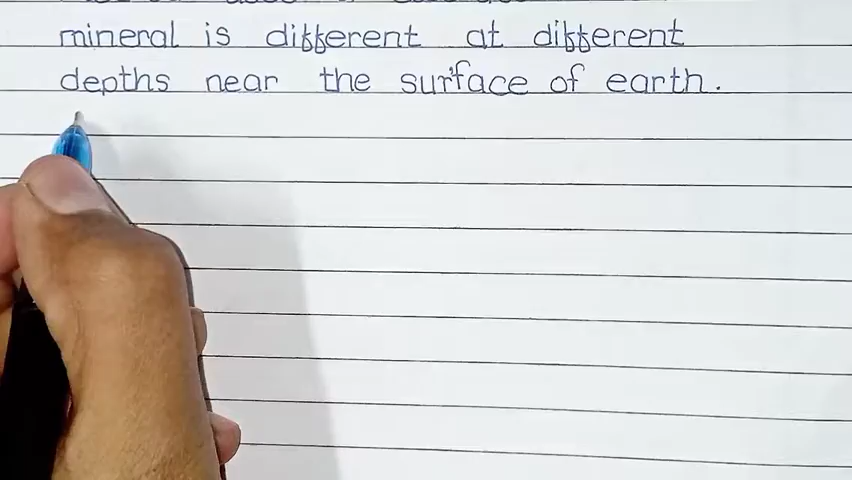 mineral is different at different
depths near the surface of earth.